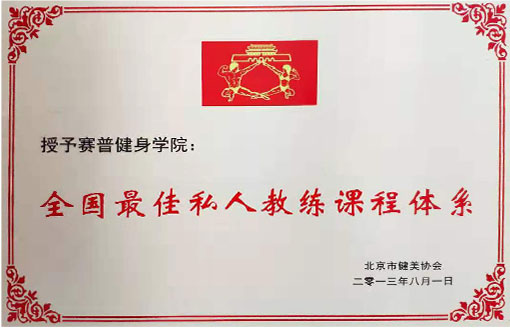 授予赛普健身学院：
全国最佳私人教练课程体系
北京市健美协会
二零一三年八月一日